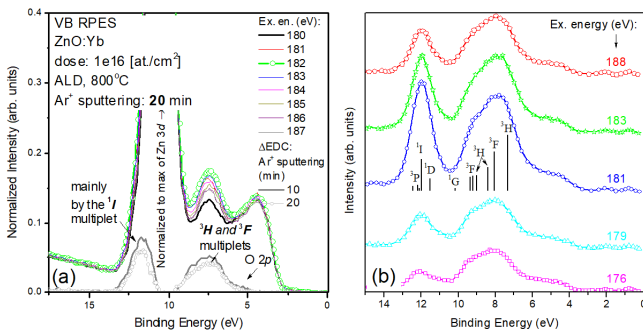 VB RPES
ZnO:Yb
dose: 1e16 [at./cm²]
ALD, 800°C
Ar⁺ sputtering: 20 min
Ex. en. (eV):
180
181
182
183
184
185
186
187
ΔEDC:
Ar⁺ sputtering
(min)
10
20
Normalized to max of Zn 3d →
mainly
by the ¹I
multiplet
³H and ³F
multiplets
O 2p
(a)
0.4
0.3
0.2
0.1
0.0
Normalized Intensity (arb. units)
15 10 5 0
Binding Energy (eV)
Ex. energy (eV):
188
183
181
179
176
¹I
³P
¹D
¹G
³F
³H
³F
³H
(b)
Intensity (arb. units)
14 12 10 8 6 4 2 0
Binding Energy (eV)